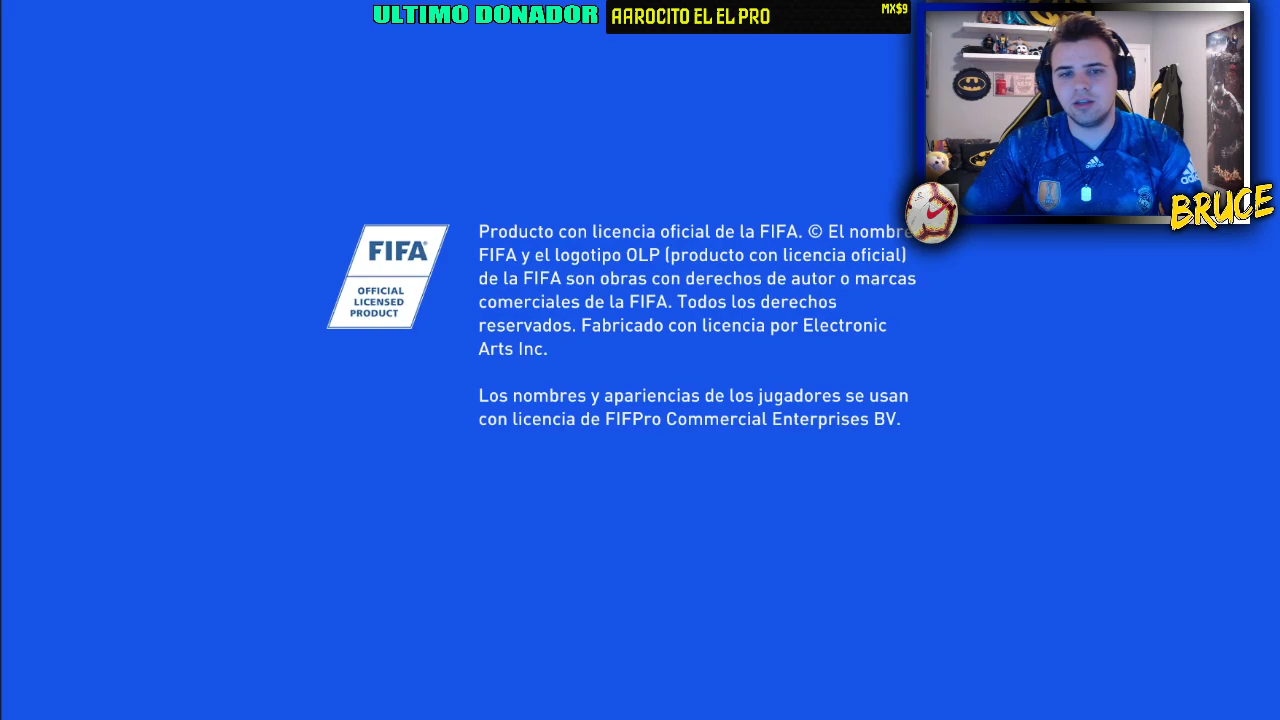 ULTIMO DONADOR
AAROCITO EL EL PRO
MX$9
BRUCE
FIFA
OFFICIAL
LICENSED
PRODUCT
Producto con licencia oficial de la FIFA. © El nombre
FIFA y el logotipo OLP (producto con licencia oficial)
de la FIFA son obras con derechos de autor o marcas
comerciales de la FIFA. Todos los derechos
reservados. Fabricado con licencia por Electronic
Arts Inc.
Los nombres y apariencias de los jugadores se usan
con licencia de FIFPro Commercial Enterprises BV.